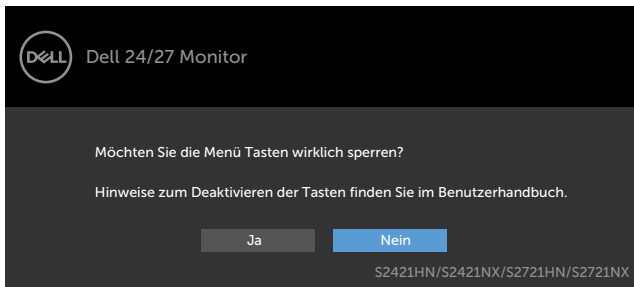 DELL Dell 24/27 Monitor
Möchten Sie die Menü Tasten wirklich sperren?
Hinweise zum Deaktivieren der Tasten finden Sie im Benutzerhandbuch.
Ja Nein
S2421HN/S2421NX/S2721HN/S2721NX